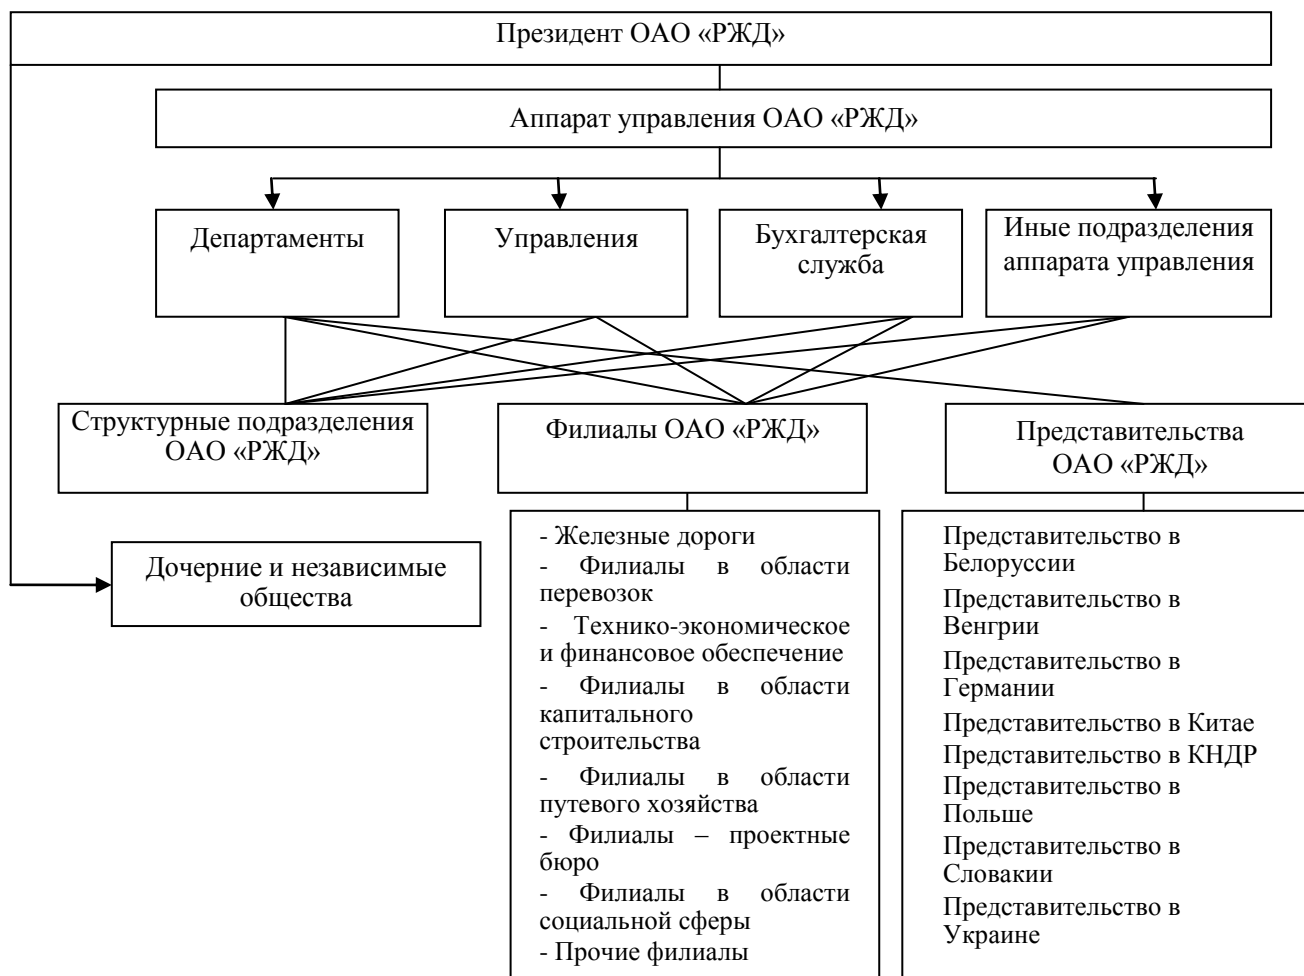 Президент ОАО «РЖД»
Аппарат управления ОАО «РЖД»
Департаменты
Управления
Бухгалтерская
служба
Иные подразделения
аппарата управления
Структурные подразделения
ОАО «РЖД»
Филиалы ОАО «РЖД»
Представительства
ОАО «РЖД»
Дочерние и независимые
общества
- Железные дороги
- Филиалы в области
перевозок
- Технико-экономическое
и финансовое обеспечение
- Филиалы в области
капитального
строительства
- Филиалы в области
путевого хозяйства
- Филиалы – проектные
бюро
- Филиалы в области
социальной сферы
- Прочие филиалы
Представительство в
Белоруссии
Представительство в
Венгрии
Представительство в
Германии
Представительство в Китае
Представительство в КНДР
Представительство в
Польше
Представительство в
Словакии
Представительство в
Украине